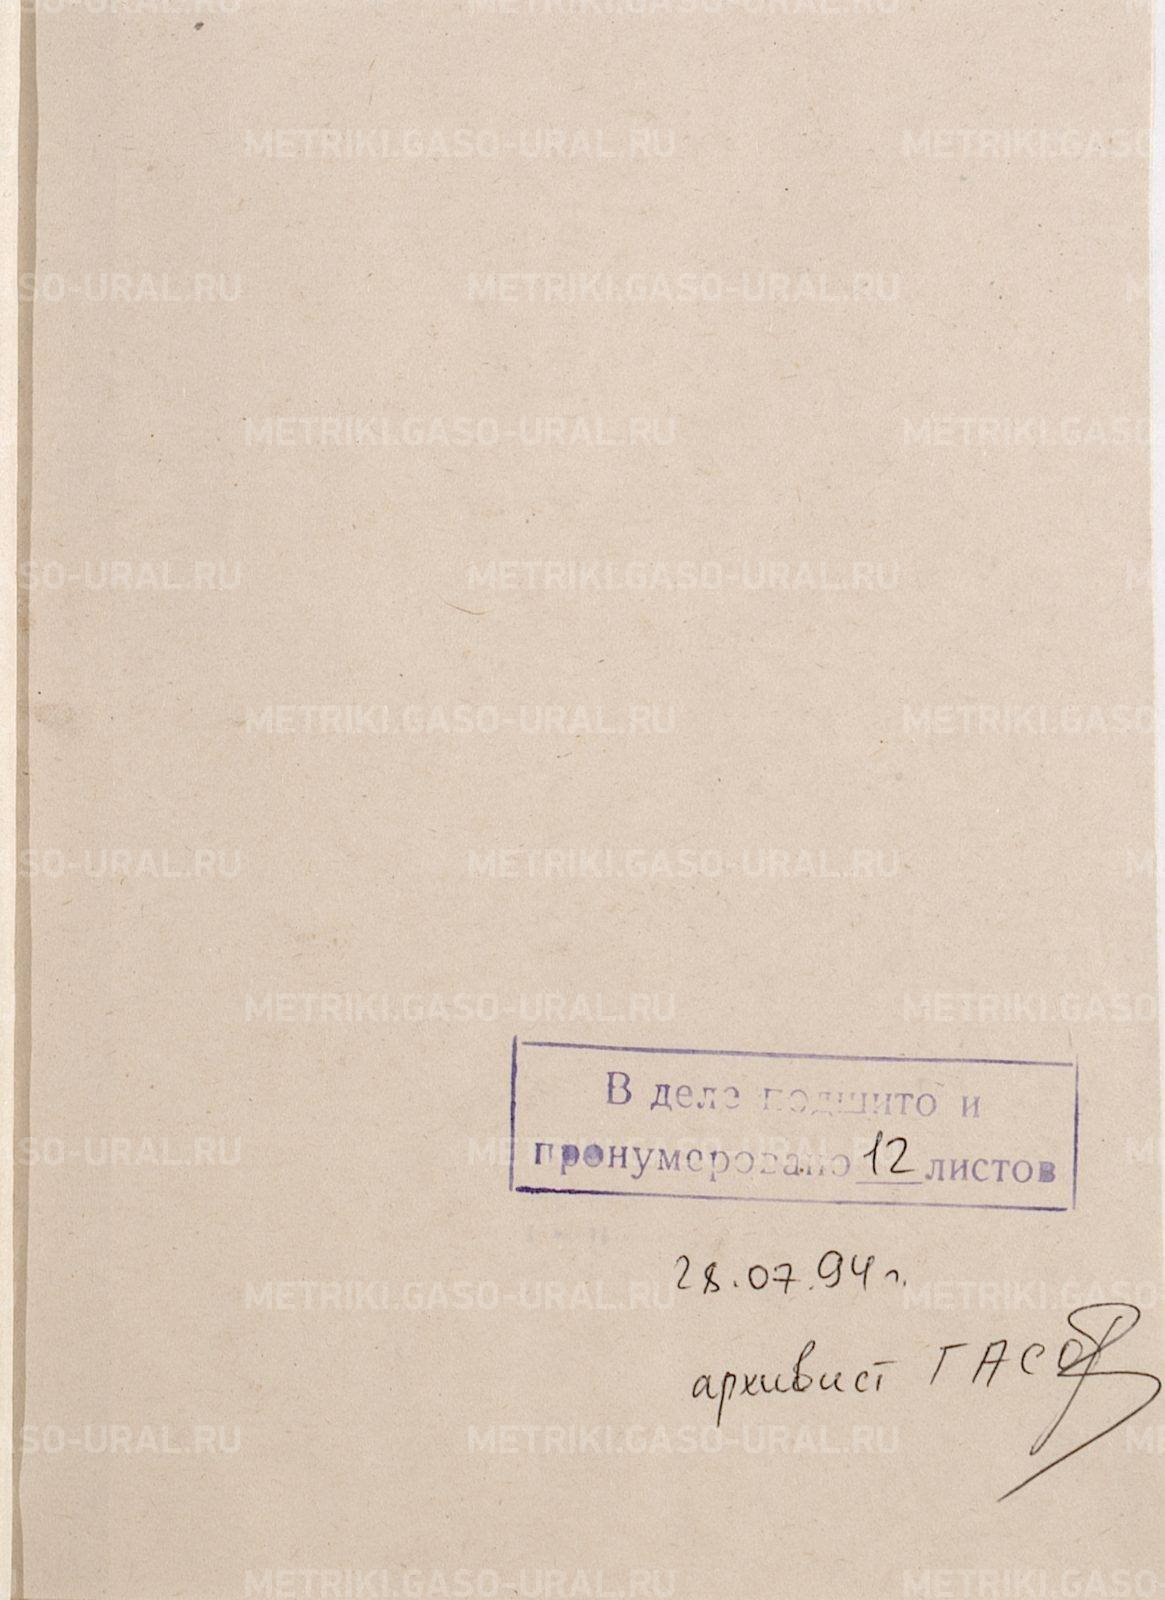 В деле подшито и
пронумеровано 12 листов
28.07.94 г.
архивист ГАСО